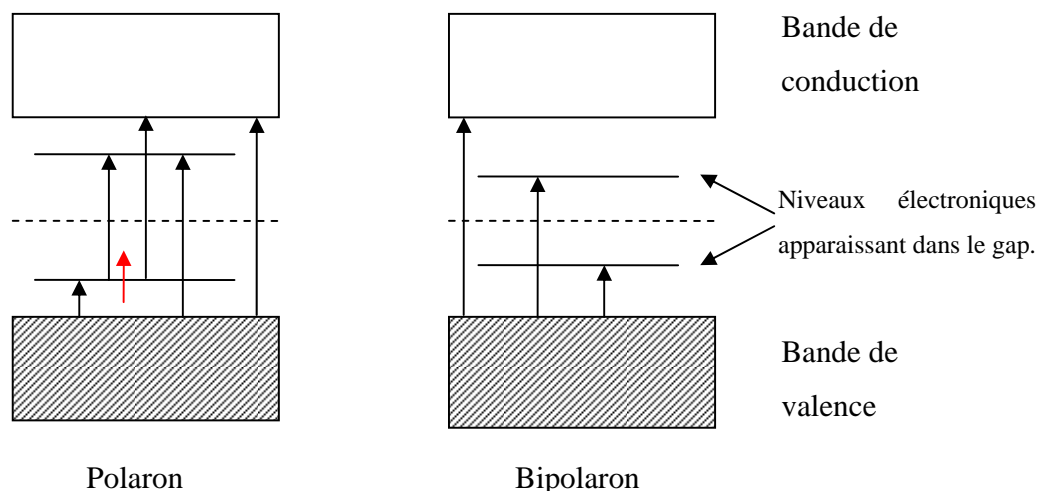 Bande de
conduction
Niveaux électroniques
apparaissant dans le gap.
Bande de
valence
Polaron
Bipolaron